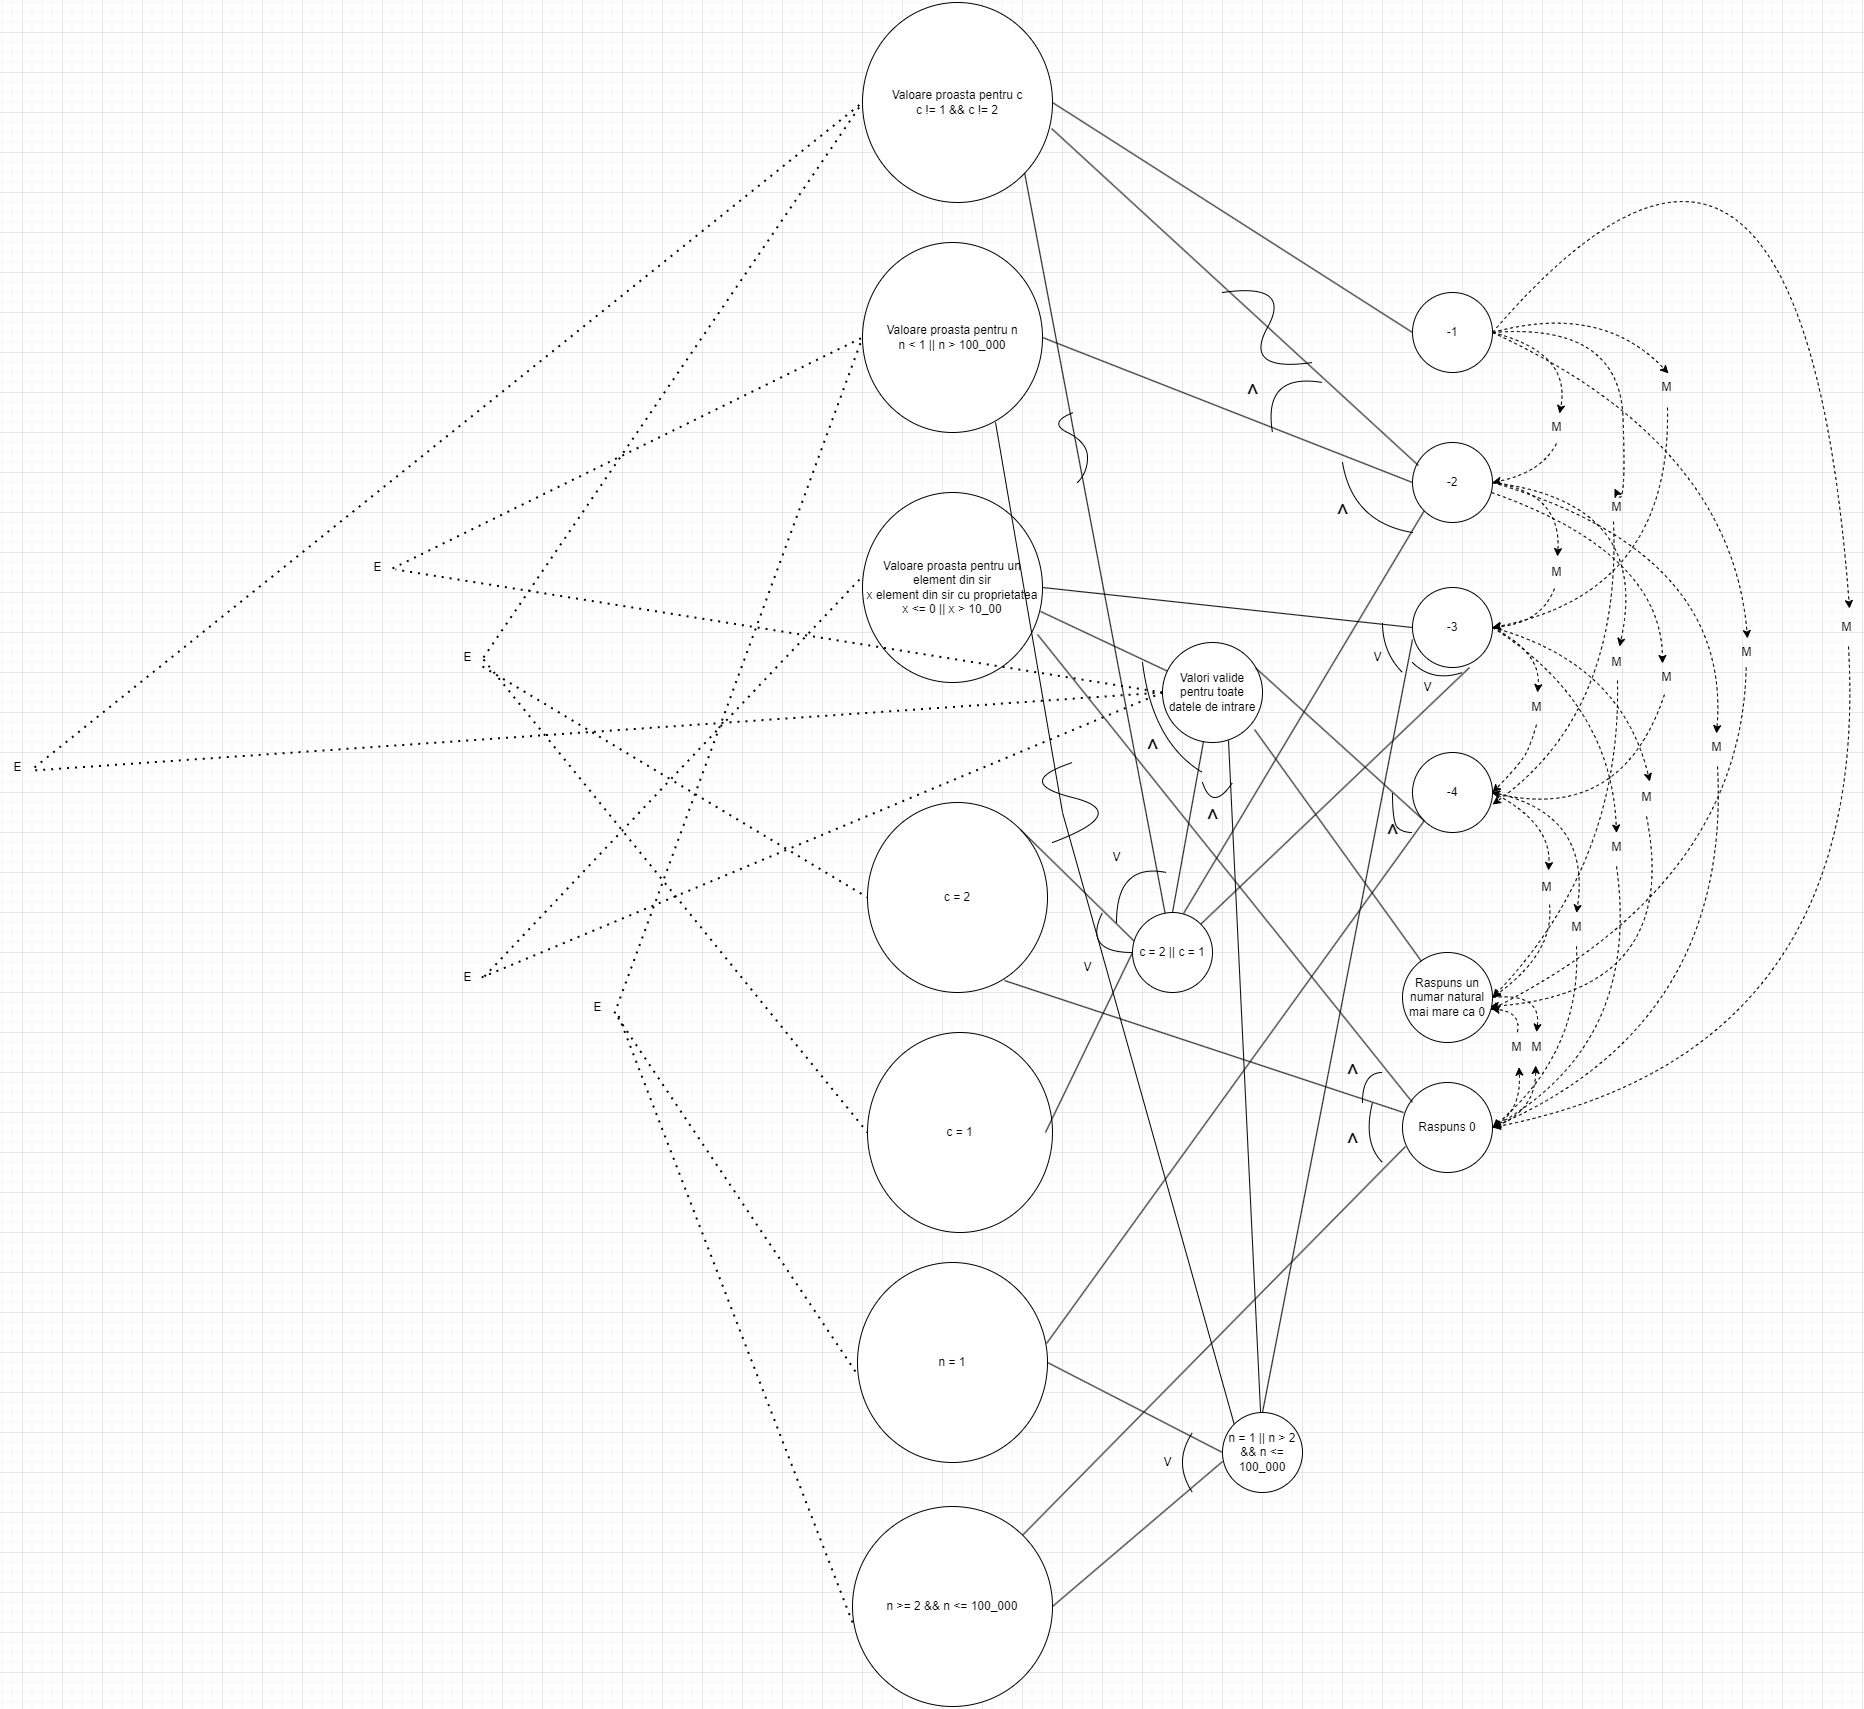 Valoare proasta pentru c
c != 1 && c != 2
Valoare proasta pentru n
n < 1 || n > 100_000
-1
Λ
M
M
-2
M
Λ
E
Valoare proasta pentru un
element din sir
x element din sir cu proprietatea
x <= 0 || x > 10_00
M
-3
M
E
V
M
M
V
M
Valori valide
pentru toate
datele de intrare
M
Λ
M
E
-4
M
Λ
Λ
M
V
c = 2
M
M
c = 2 || c = 1
V
E
Raspuns un
numar natural
mai mare ca 0
E
M
M
Λ
Raspuns 0
c = 1
Λ
n = 1
V
n = 1 || n > 2
&& n <=
100_000
n >= 2 && n <= 100_000